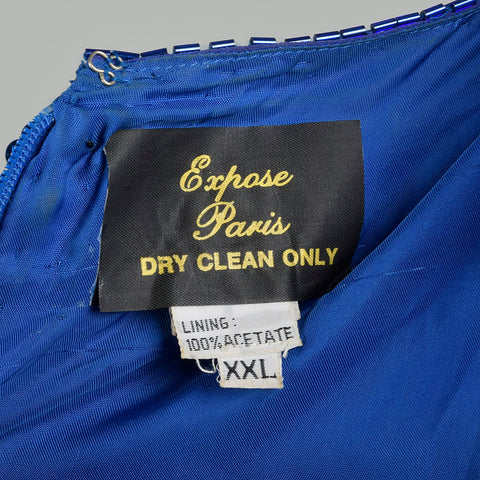 Expose
Paris
DRY CLEAN ONLY
LINING:
100% ACETATE
XXL